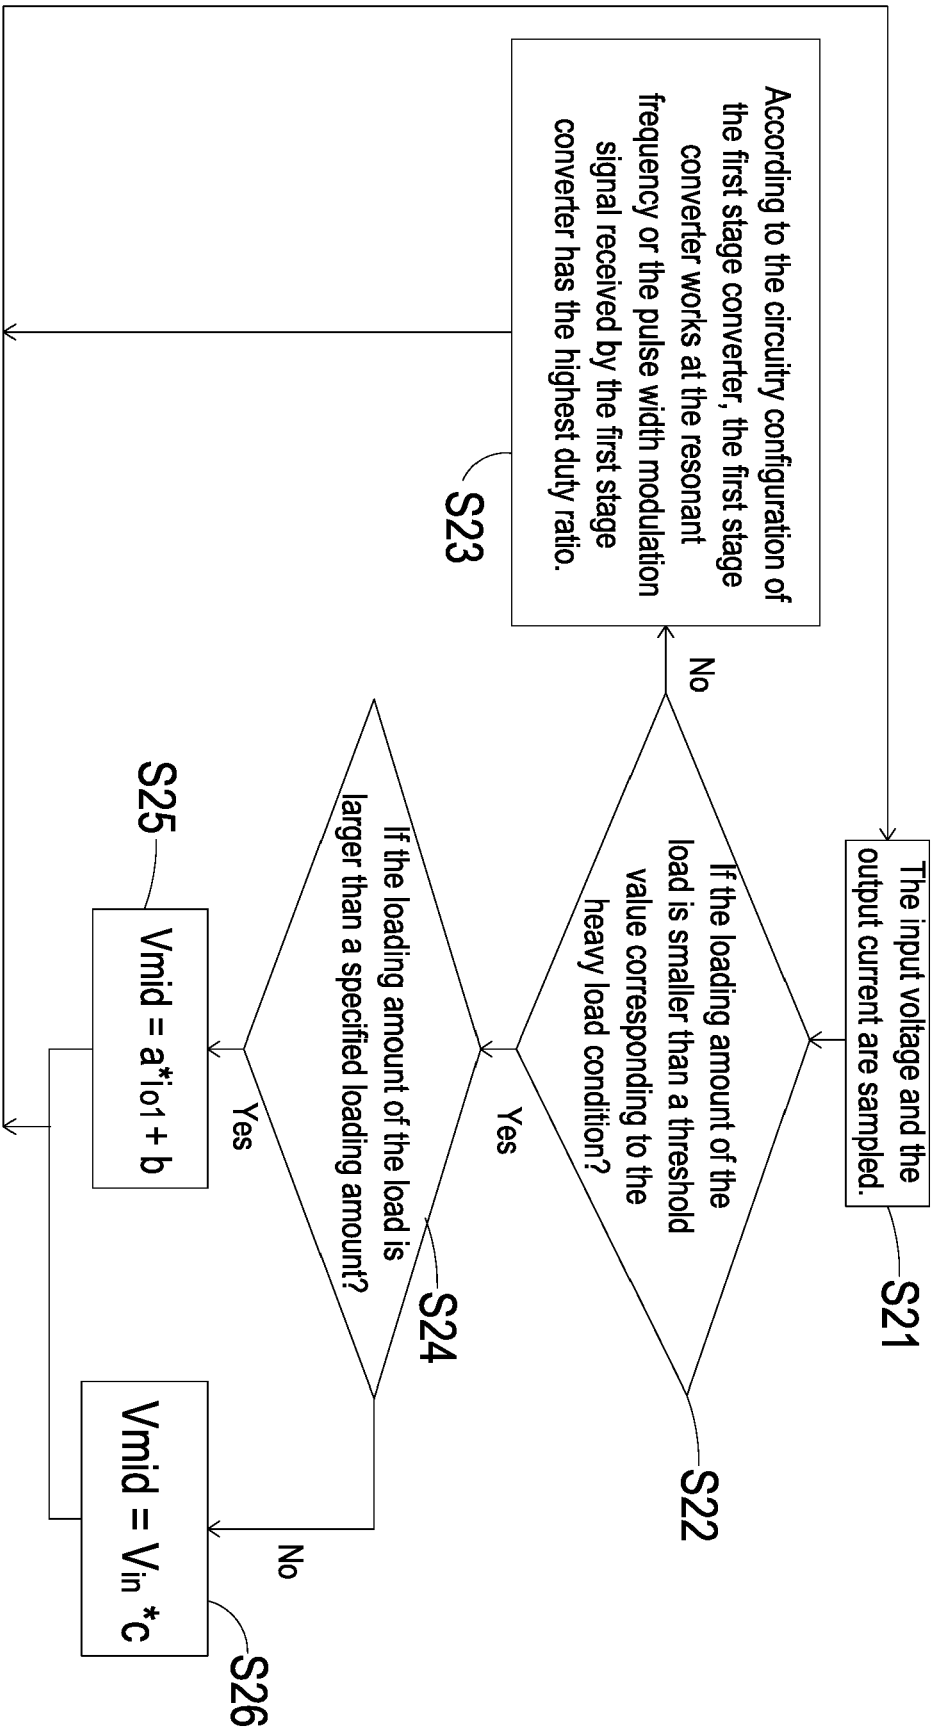 The input voltage and the
output current are sampled.
S21
If the loading amount of the
load is smaller than a threshold
value corresponding to the
heavy load condition?
S22
No
According to the circuitry configuration of
the first stage converter, the first stage
converter works at the resonant
frequency or the pulse width modulation
signal received by the first stage
converter has the highest duty ratio.
S23
Yes
If the loading amount of the load is
larger than a specified loading amount?
S24
Yes
Vmid = a*io1 + b
S25
No
Vmid = Vin *c
S26